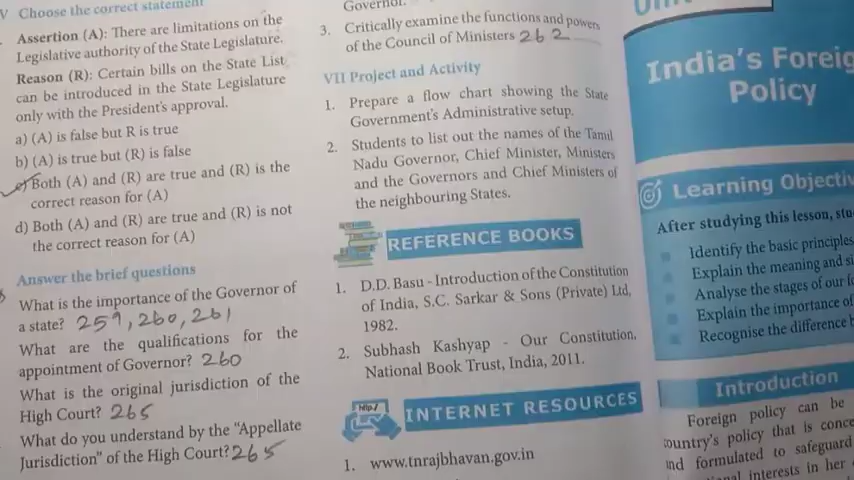 V Choose the correct statement
Assertion (A): There are limitations on the
Legislative authority of the State Legislature.
Reason (R): Certain bills on the State List
can be introduced in the State Legislature
only with the President's approval.
a) (A) is false but R is true
b) (A) is true but (R) is false
c) Both (A) and (R) are true and (R) is the
correct reason for (A)
d) Both (A) and (R) are true and (R) is not
the correct reason for (A)
Answer the brief questions
What is the importance of the Governor of
a state? 259, 260, 261
What are the qualifications for the
appointment of Governor? 260
What is the original jurisdiction of the
High Court? 265
What do you understand by the "Appellate
Jurisdiction" of the High Court? 265
Governor.
3. Critically examine the functions and powers
of the Council of Ministers 262
VII Project and Activity
1. Prepare a flow chart showing the State
Government's Administrative setup.
2. Students to list out the names of the Tamil
Nadu Governor, Chief Minister, Ministers
and the Governors and Chief Ministers of
the neighbouring States.
REFERENCE BOOKS
1. D.D. Basu - Introduction of the Constitution
of India, S.C. Sarkar & Sons (Private) Ltd,
1982.
2. Subhash Kashyap - Our Constitution,
National Book Trust, India, 2011.
http://
INTERNET RESOURCES
1. www.tnrajbhavan.gov.in
India's Foreig
Policy
Learning Objectiv
After studying this lesson, stu
Identify the basic principles
Explain the meaning and si
Analyse the stages of our fo
Explain the importance of
Recognise the difference b
Introduction
Foreign policy can be
country's policy that is conce
and formulated to safeguard
interests in her